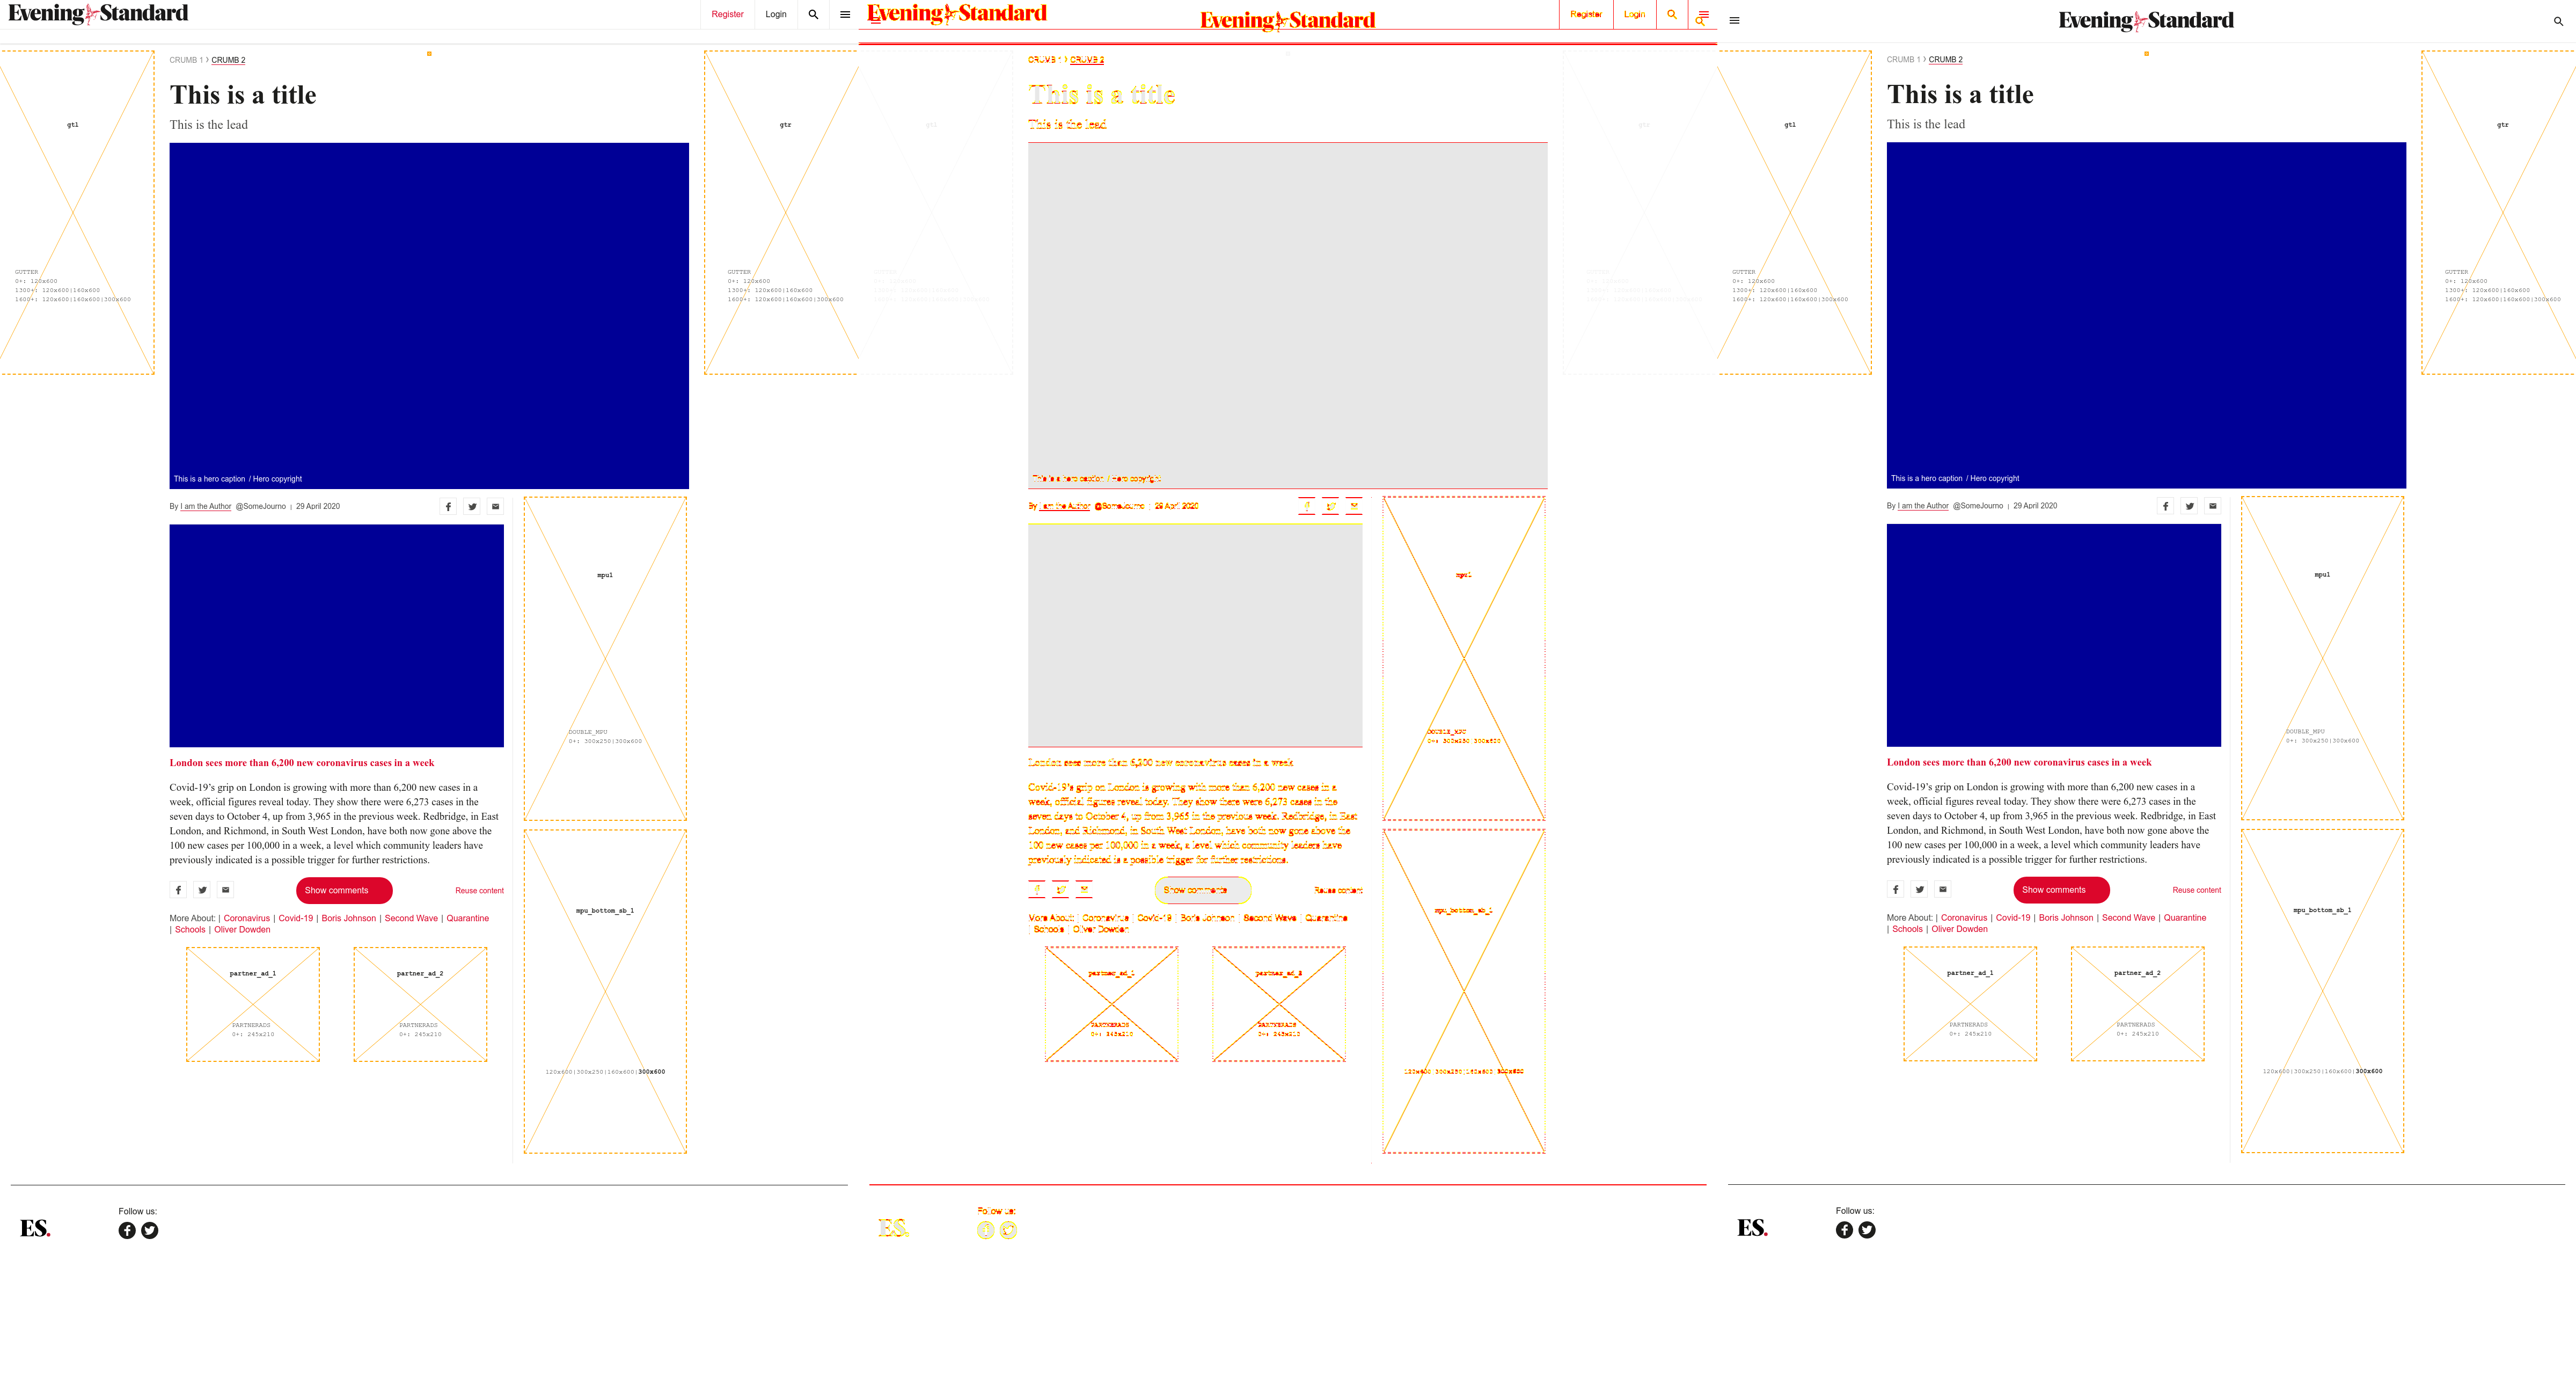 Evening Standard
Register Login
CRUMB 1 › CRUMB 2
This is a title
This is the lead
gtl
GUTTER
0+: 120x600
1300+: 120x600|160x600
1600+: 120x600|160x600|300x600
gtr
GUTTER
0+: 120x600
1300+: 120x600|160x600
1600+: 120x600|160x600|300x600
This is a hero caption / Hero copyright
By I am the Author @SomeJourno | 29 April 2020
mpu1
DOUBLE_MPU
0+: 300x250|300x600
London sees more than 6,200 new coronavirus cases in a week
Covid-19’s grip on London is growing with more than 6,200 new cases in a
week, official figures reveal today. They show there were 6,273 cases in the
seven days to October 4, up from 3,965 in the previous week. Redbridge, in East
London, and Richmond, in South West London, have both now gone above the
100 new cases per 100,000 in a week, a level which community leaders have
previously indicated is a possible trigger for further restrictions.
Show comments
Reuse content
More About: | Coronavirus | Covid-19 | Boris Johnson | Second Wave | Quarantine
| Schools | Oliver Dowden
partner_ad_1
PARTNERADS
0+: 245x210
partner_ad_2
PARTNERADS
0+: 245x210
mpu_bottom_sb_1
120x600|300x250|160x600|300x600
ES.
Follow us:
Evening Standard
Evening Standard
Register Login
CRUMB 1 › CRUMB 2
This is a title
This is the lead
This is a hero caption / Hero copyright
By I am the Author @SomeJourno | 29 April 2020
mpu1
DOUBLE_MPU
0+: 300x250|300x600
London sees more than 6,200 new coronavirus cases in a week
Covid-19’s grip on London is growing with more than 6,200 new cases in a
week, official figures reveal today. They show there were 6,273 cases in the
seven days to October 4, up from 3,965 in the previous week. Redbridge, in East
London, and Richmond, in South West London, have both now gone above the
100 new cases per 100,000 in a week, a level which community leaders have
previously indicated is a possible trigger for further restrictions.
Show comments
Reuse content
More About: | Coronavirus | Covid-19 | Boris Johnson | Second Wave | Quarantine
| Schools | Oliver Dowden
partner_ad_1
PARTNERADS
0+: 245x210
partner_ad_2
PARTNERADS
0+: 245x210
mpu_bottom_sb_1
120x600|300x250|160x600|300x600
ES.
Follow us:
Evening Standard
CRUMB 1 › CRUMB 2
This is a title
This is the lead
gtl
GUTTER
0+: 120x600
1300+: 120x600|160x600
1600+: 120x600|160x600|300x600
gtr
GUTTER
0+: 120x600
1300+: 120x600|160x600
1600+: 120x600|160x600|300x600
This is a hero caption / Hero copyright
By I am the Author @SomeJourno | 29 April 2020
mpu1
DOUBLE_MPU
0+: 300x250|300x600
London sees more than 6,200 new coronavirus cases in a week
Covid-19’s grip on London is growing with more than 6,200 new cases in a
week, official figures reveal today. They show there were 6,273 cases in the
seven days to October 4, up from 3,965 in the previous week. Redbridge, in East
London, and Richmond, in South West London, have both now gone above the
100 new cases per 100,000 in a week, a level which community leaders have
previously indicated is a possible trigger for further restrictions.
Show comments
Reuse content
More About: | Coronavirus | Covid-19 | Boris Johnson | Second Wave | Quarantine
| Schools | Oliver Dowden
partner_ad_1
PARTNERADS
0+: 245x210
partner_ad_2
PARTNERADS
0+: 245x210
mpu_bottom_sb_1
120x600|300x250|160x600|300x600
ES.
Follow us: